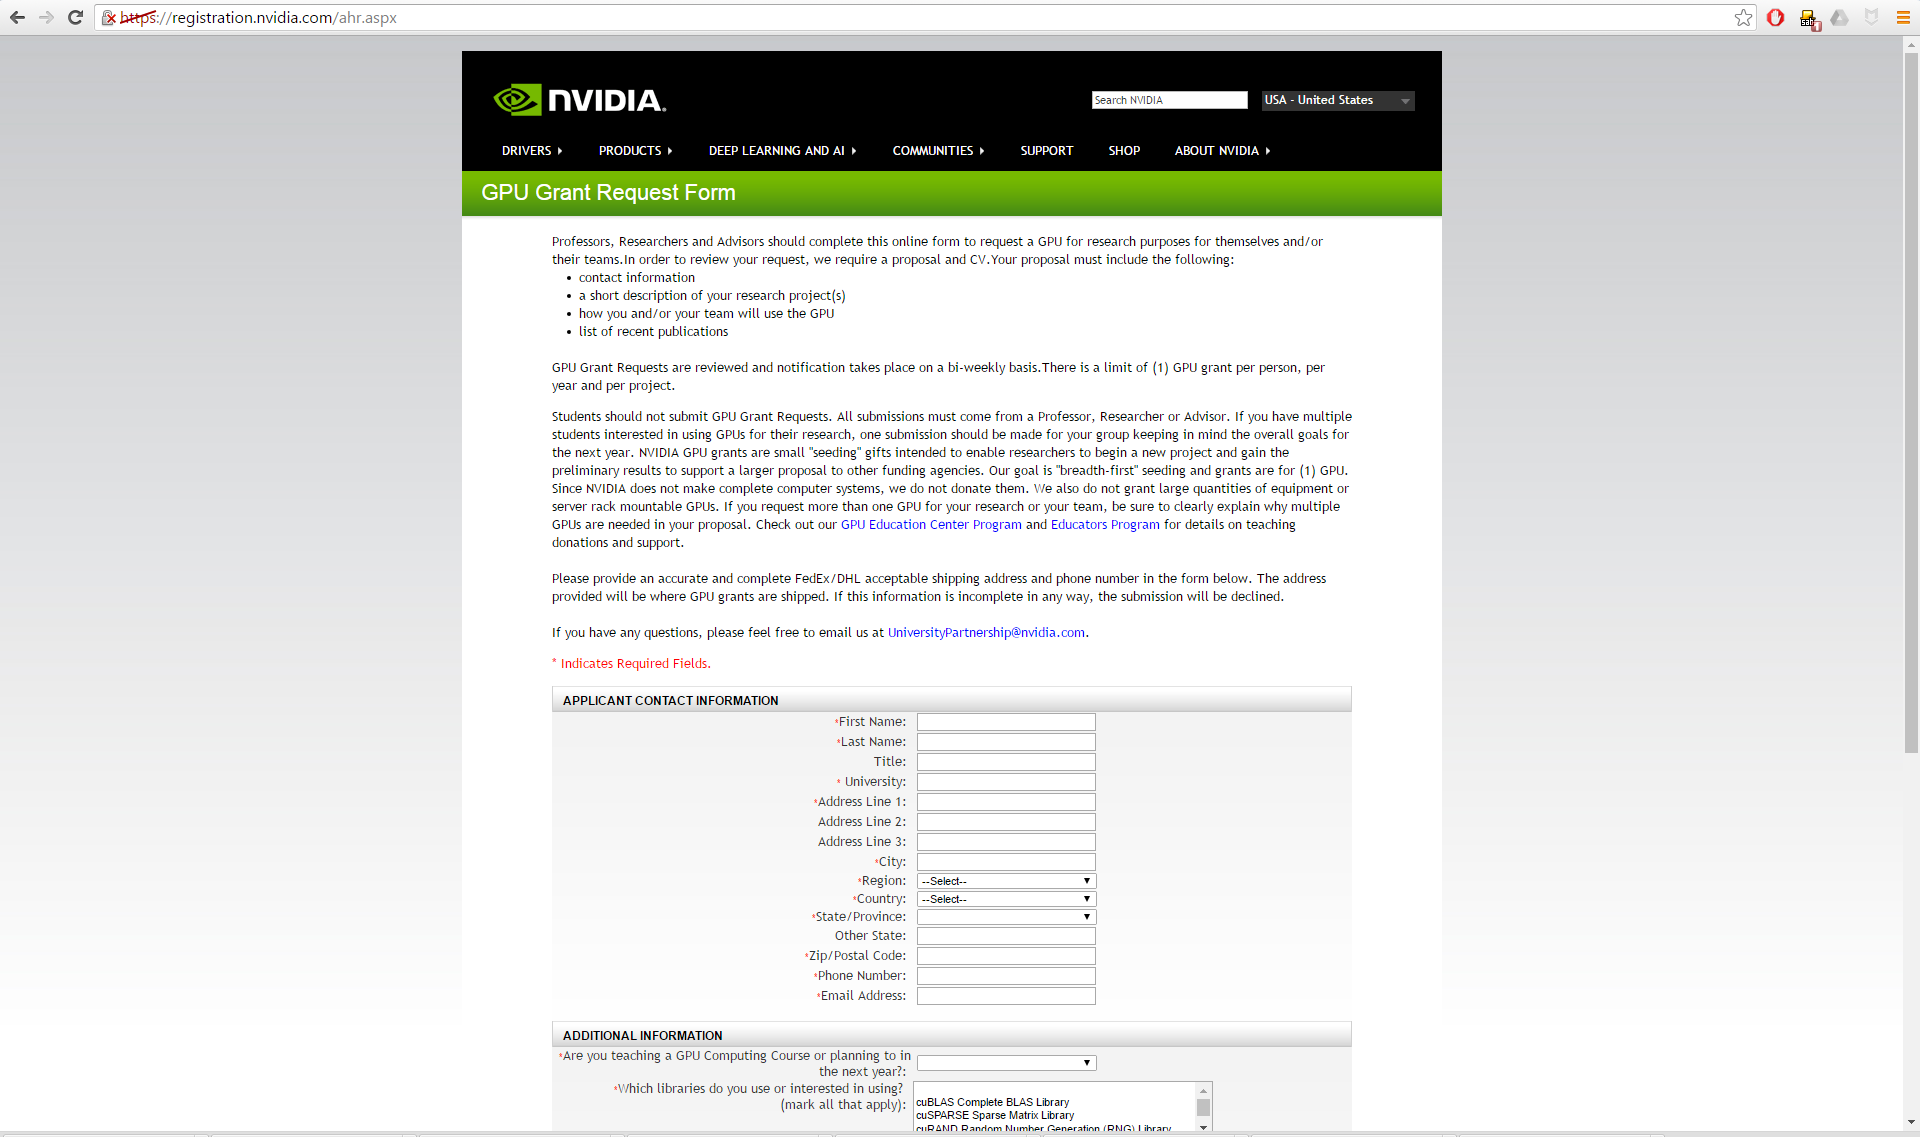 https://registration.nvidia.com/ahr.aspx
NVIDIA.
Search NVIDIA
USA - United States
DRIVERS PRODUCTS DEEP LEARNING AND AI COMMUNITIES SUPPORT SHOP ABOUT NVIDIA
GPU Grant Request Form
Professors, Researchers and Advisors should complete this online form to request a GPU for research purposes for themselves and/or
their teams.In order to review your request, we require a proposal and CV.Your proposal must include the following:
• contact information
• a short description of your research project(s)
• how you and/or your team will use the GPU
• list of recent publications
GPU Grant Requests are reviewed and notification takes place on a bi-weekly basis.There is a limit of (1) GPU grant per person, per
year and per project.
Students should not submit GPU Grant Requests. All submissions must come from a Professor, Researcher or Advisor. If you have multiple
students interested in using GPUs for their research, one submission should be made for your group keeping in mind the overall goals for
the next year. NVIDIA GPU grants are small "seeding" gifts intended to enable researchers to begin a new project and gain the
preliminary results to support a larger proposal to other funding agencies. Our goal is "breadth-first" seeding and grants are for (1) GPU.
Since NVIDIA does not make complete computer systems, we do not donate them. We also do not grant large quantities of equipment or
server rack mountable GPUs. If you request more than one GPU for your research or your team, be sure to clearly explain why multiple
GPUs are needed in your proposal. Check out our GPU Education Center Program and Educators Program for details on teaching
donations and support.
Please provide an accurate and complete FedEx/DHL acceptable shipping address and phone number in the form below. The address
provided will be where GPU grants are shipped. If this information is incomplete in any way, the submission will be declined.
If you have any questions, please feel free to email us at UniversityPartnership@nvidia.com.
* Indicates Required Fields.
APPLICANT CONTACT INFORMATION
*First Name:
*Last Name:
Title:
* University:
*Address Line 1:
Address Line 2:
Address Line 3:
*City:
*Region: --Select--
*Country: --Select--
*State/Province:
Other State:
*Zip/Postal Code:
*Phone Number:
*Email Address:
ADDITIONAL INFORMATION
*Are you teaching a GPU Computing Course or planning to in
the next year?:
*Which libraries do you use or interested in using?
(mark all that apply):
cuBLAS Complete BLAS Library
cuSPARSE Sparse Matrix Library
cuRAND Random Number Generation (RNG) Library